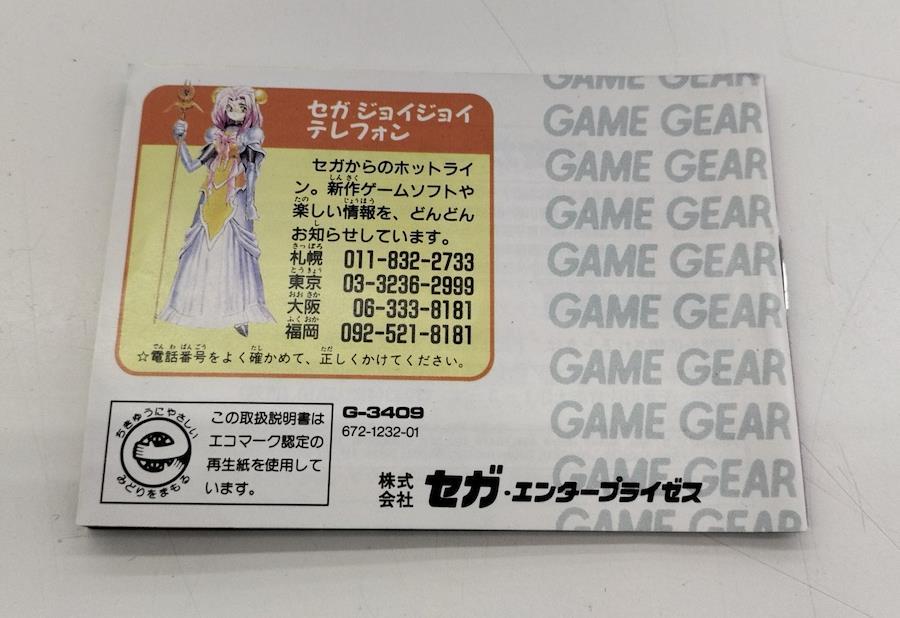 セガ ジョイジョイ
テレフォン
セガからのホットライ
ン。新作ゲームソフトや
楽しい情報を、どんどん
お知らせしています。
札幌 011-832-2733
東京 03-3236-2999
大阪 06-333-8181
福岡 092-521-8181
☆電話番号をよく確かめて、正しくかけてください。
ちきゅうにやさしい
みどりをまもる
この取扱説明書は
エコマーク認定の
再生紙を使用して
います。
G-3409
672-1232-01
株式
会社 セガ・エンタープライゼス
GAME GEAR
GAME GEAR
GAME GEAR
GAME GEAR
GAME GEAR
GAME GEAR
GAME GEAR
GAME GEAR
GAME GEAR
GAME GEAR